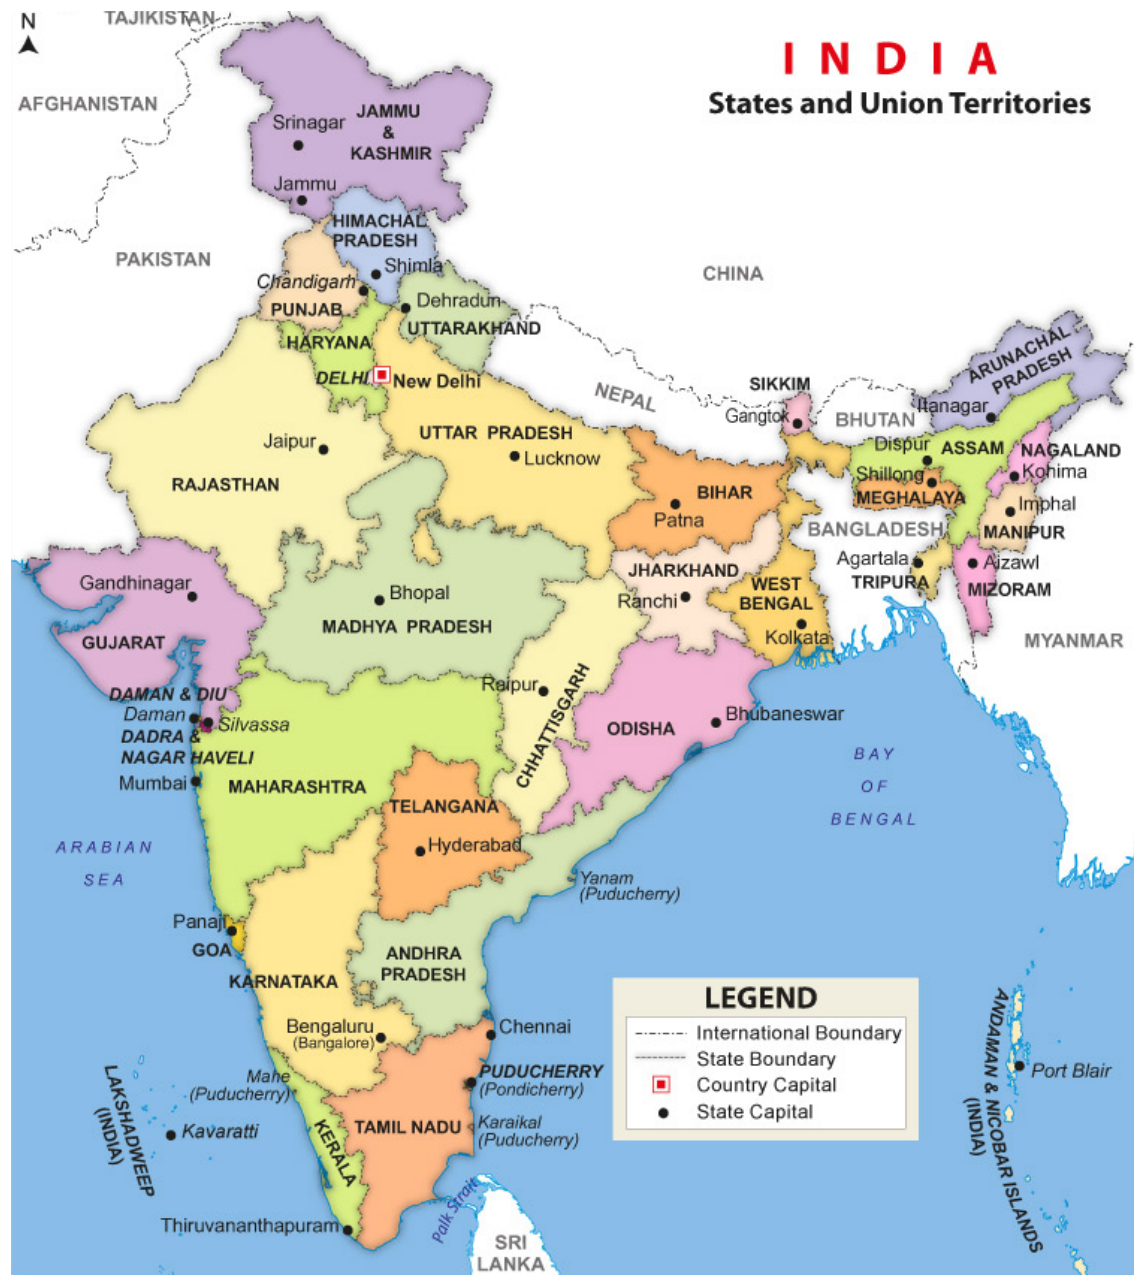 N
TAJIKISTAN
INDIA
States and Union Territories
AFGHANISTAN
JAMMU
&
KASHMIR
Srinagar
Jammu
HIMACHAL
PRADESH
PAKISTAN
Shimla
CHINA
Chandigarh
PUNJAB
Dehradun
UTTARAKHAND
HARYANA
DELHI
New Delhi
NEPAL
SIKKIM
Gangtok
BHUTAN
ARUNACHAL
PRADESH
Itanagar
Dispur
ASSAM
NAGALAND
Kohima
Shillong
MEGHALAYA
Imphal
MANIPUR
BANGLADESH
Agartala
TRIPURA
Aizawl
MIZORAM
MYANMAR
Jaipur
RAJASTHAN
UTTAR PRADESH
Lucknow
BIHAR
Patna
JHARKHAND
Ranchi
WEST
BENGAL
Kolkata
Gandhinagar
GUJARAT
Bhopal
MADHYA PRADESH
Raipur
CHHATTISGARH
ODISHA
Bhubaneswar
DAMAN & DIU
Daman
Silvassa
DADRA &
NAGAR HAVELI
Mumbai
MAHARASHTRA
TELANGANA
Hyderabad
BAY
OF
BENGAL
ARABIAN
SEA
Yanam
(Puducherry)
Panaji
GOA
KARNATAKA
ANDHRA
PRADESH
Bengaluru
(Bangalore)
Chennai
Mahe
(Puducherry)
PUDUCHERRY
(Pondicherry)
Karaikal
(Puducherry)
TAMIL NADU
KERALA
LAKSHADWEEP
(INDIA)
Kavaratti
Thiruvananthapuram
Palk Strait
SRI
LANKA
LEGEND
International Boundary
State Boundary
Country Capital
State Capital
ANDAMAN & NICOBAR ISLANDS
(INDIA)
Port Blair